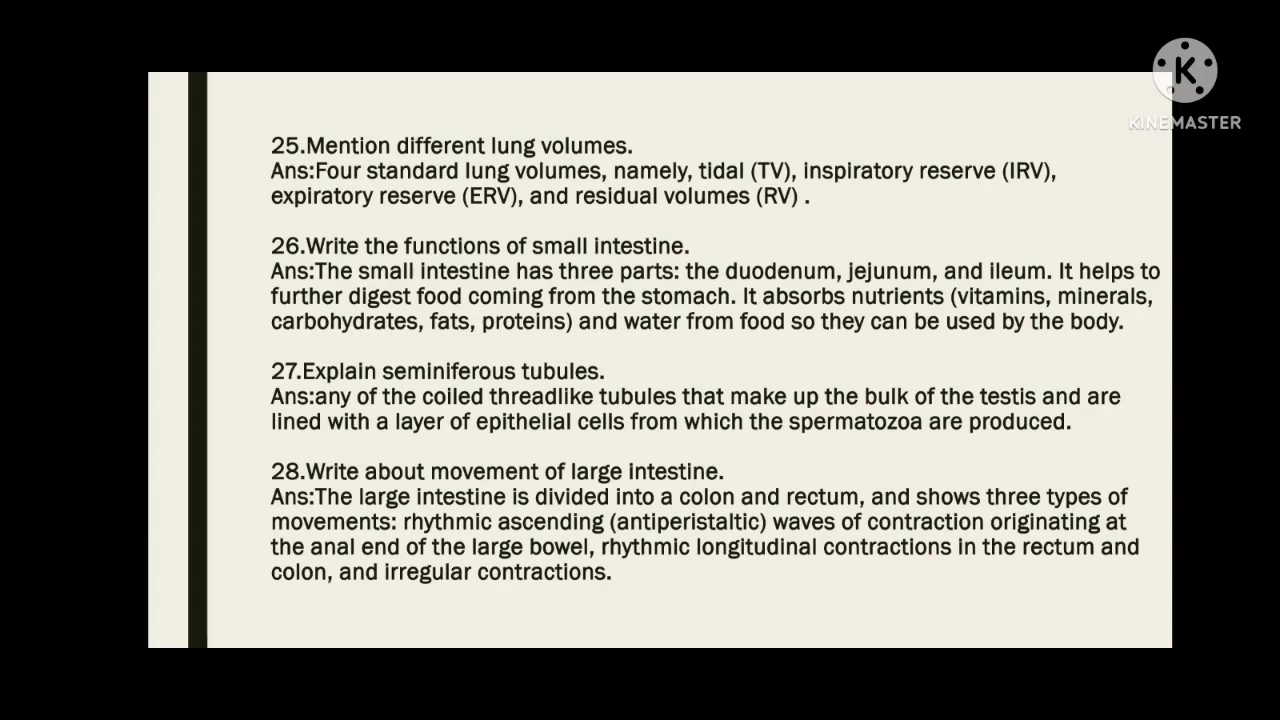 K
KINEMASTER
25.Mention different lung volumes.
Ans:Four standard lung volumes, namely, tidal (TV), inspiratory reserve (IRV),
expiratory reserve (ERV), and residual volumes (RV) .
26.Write the functions of small intestine.
Ans:The small intestine has three parts: the duodenum, jejunum, and ileum. It helps to
further digest food coming from the stomach. It absorbs nutrients (vitamins, minerals,
carbohydrates, fats, proteins) and water from food so they can be used by the body.
27.Explain seminiferous tubules.
Ans:any of the coiled threadlike tubules that make up the bulk of the testis and are
lined with a layer of epithelial cells from which the spermatozoa are produced.
28.Write about movement of large intestine.
Ans:The large intestine is divided into a colon and rectum, and shows three types of
movements: rhythmic ascending (antiperistaltic) waves of contraction originating at
the anal end of the large bowel, rhythmic longitudinal contractions in the rectum and
colon, and irregular contractions.